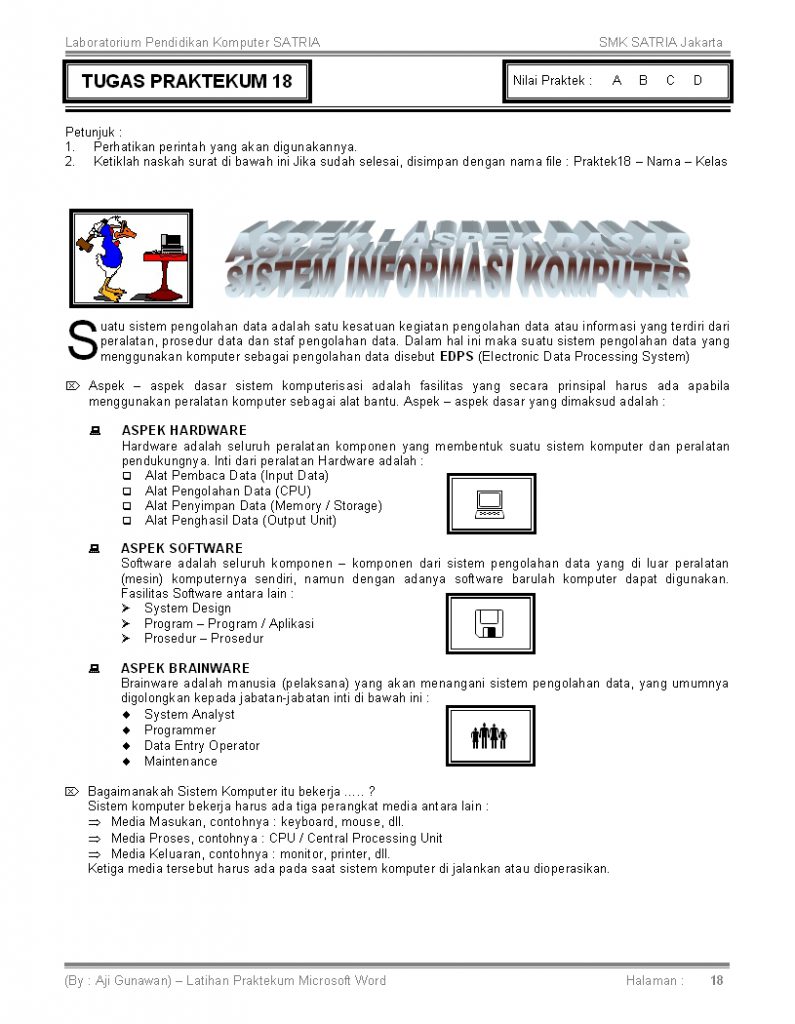 Laboratorium Pendidikan Komputer SATRIA SMK SATRIA Jakarta
TUGAS PRAKTEKUM 18
Nilai Praktek : A B C D
Petunjuk :
1. Perhatikan perintah yang akan digunakannya.
2. Ketiklah naskah surat di bawah ini Jika sudah selesai, disimpan dengan nama file : Praktek18 – Nama – Kelas
ASPEK - ASPEK DASAR
SISTEM INFORMASI KOMPUTER
Suatu sistem pengolahan data adalah satu kesatuan kegiatan pengolahan data atau informasi yang terdiri dari
peralatan, prosedur data dan staf pengolahan data. Dalam hal ini maka suatu sistem pengolahan data yang
menggunakan komputer sebagai pengolahan data disebut EDPS (Electronic Data Processing System)
Aspek – aspek dasar sistem komputerisasi adalah fasilitas yang secara prinsipal harus ada apabila
menggunakan peralatan komputer sebagai alat bantu. Aspek – aspek dasar yang dimaksud adalah :
ASPEK HARDWARE
Hardware adalah seluruh peralatan komponen yang membentuk suatu sistem komputer dan peralatan
pendukungnya. Inti dari peralatan Hardware adalah :
❑ Alat Pembaca Data (Input Data)
❑ Alat Pengolahan Data (CPU)
❑ Alat Penyimpan Data (Memory / Storage)
❑ Alat Penghasil Data (Output Unit)
ASPEK SOFTWARE
Software adalah seluruh komponen – komponen dari sistem pengolahan data yang di luar peralatan
(mesin) komputernya sendiri, namun dengan adanya software barulah komputer dapat digunakan.
Fasilitas Software antara lain :
➢ System Design
➢ Program – Program / Aplikasi
➢ Prosedur – Prosedur
ASPEK BRAINWARE
Brainware adalah manusia (pelaksana) yang akan menangani sistem pengolahan data, yang umumnya
digolongkan kepada jabatan-jabatan inti di bawah ini :
◆ System Analyst
◆ Programmer
◆ Data Entry Operator
◆ Maintenance
Bagaimanakah Sistem Komputer itu bekerja ..... ?
Sistem komputer bekerja harus ada tiga perangkat media antara lain :
⇒ Media Masukan, contohnya : keyboard, mouse, dll.
⇒ Media Proses, contohnya : CPU / Central Processing Unit
⇒ Media Keluaran, contohnya : monitor, printer, dll.
Ketiga media tersebut harus ada pada saat sistem komputer di jalankan atau dioperasikan.
(By : Aji Gunawan) – Latihan Praktekum Microsoft Word Halaman : 18